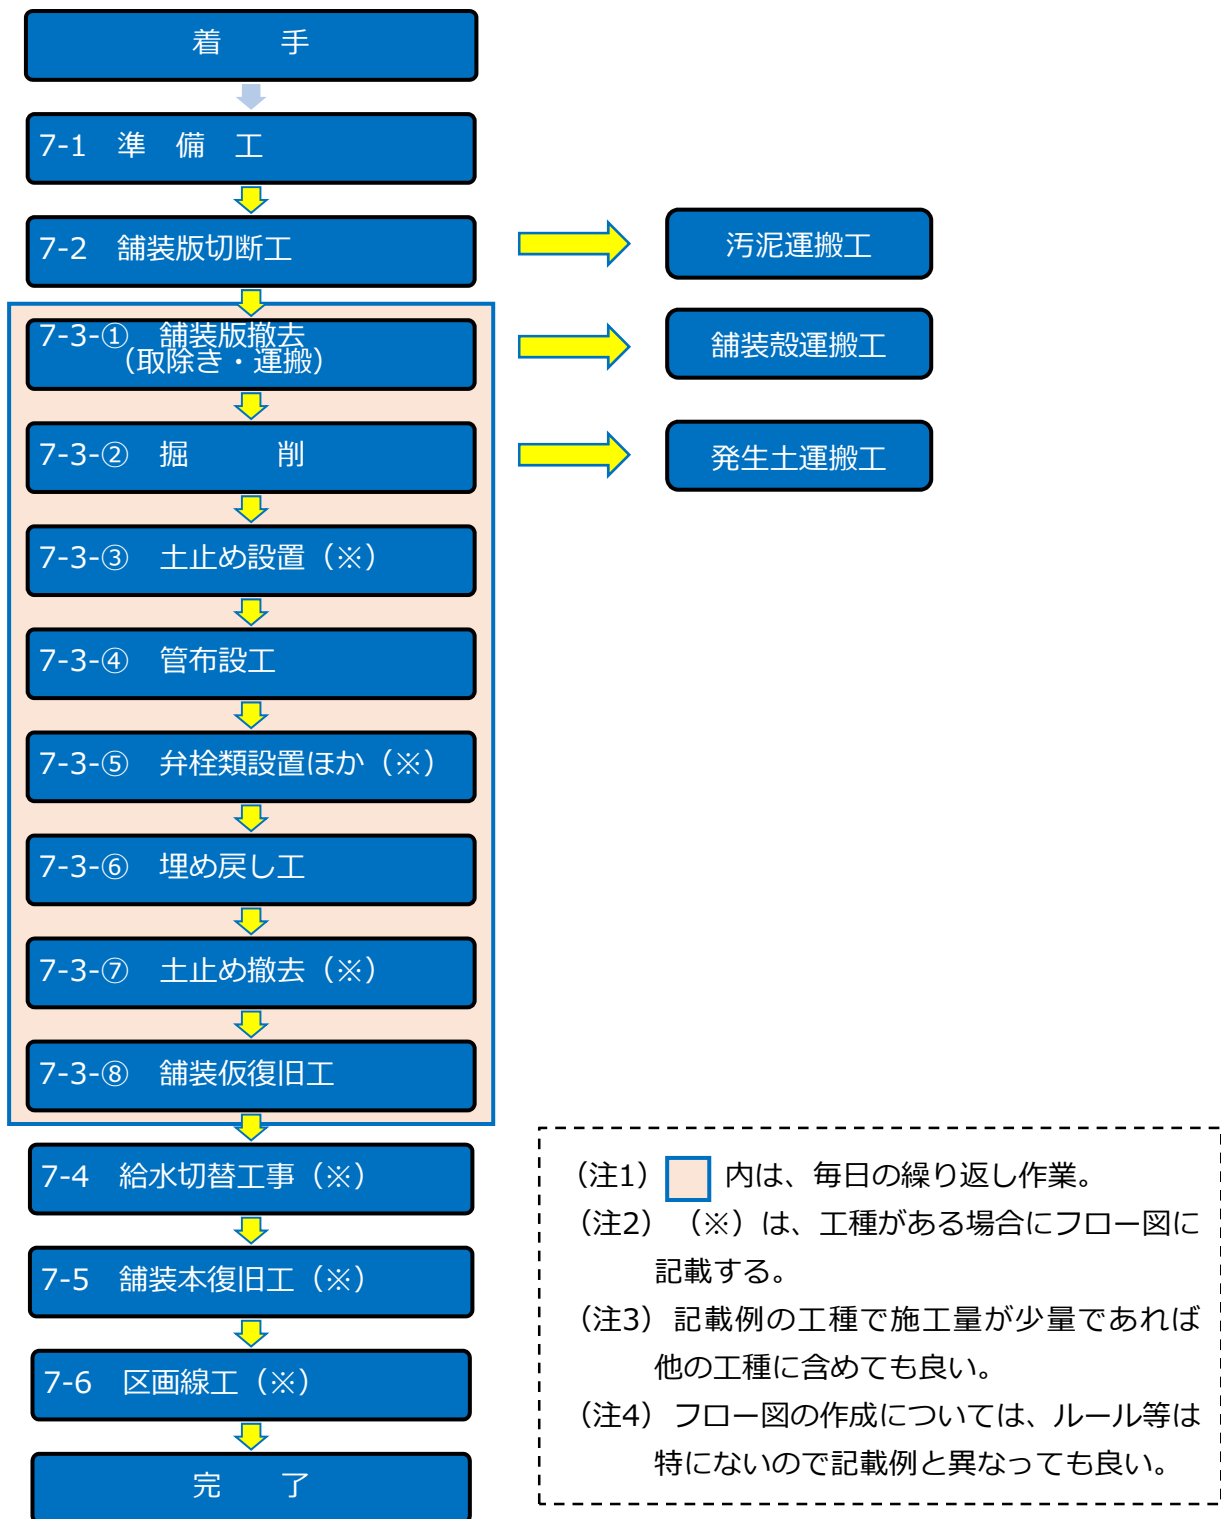 着　　手
7-1　準　備　工
7-2　舗装版切断工
汚泥運搬工
7-3-①　舗装版撤去
（取除き・運搬）
舗装殻運搬工
7-3-②　掘　　　削
発生土運搬工
7-3-③　土止め設置（※）
7-3-④　管布設工
7-3-⑤　弁栓類設置ほか（※）
7-3-⑥　埋め戻し工
7-3-⑦　土止め撤去（※）
7-3-⑧　舗装仮復旧工
7-4　給水切替工事（※）
7-5　舗装本復旧工（※）
7-6　区画線工（※）
完　　了
（注1）　　内は、毎日の繰り返し作業。
（注2）（※）は、工種がある場合にフロー図に
記載する。
（注3）記載例の工種で施工量が少量であれば
他の工種に含めても良い。
（注4）フロー図の作成については、ルール等は
特にないので記載例と異なっても良い。